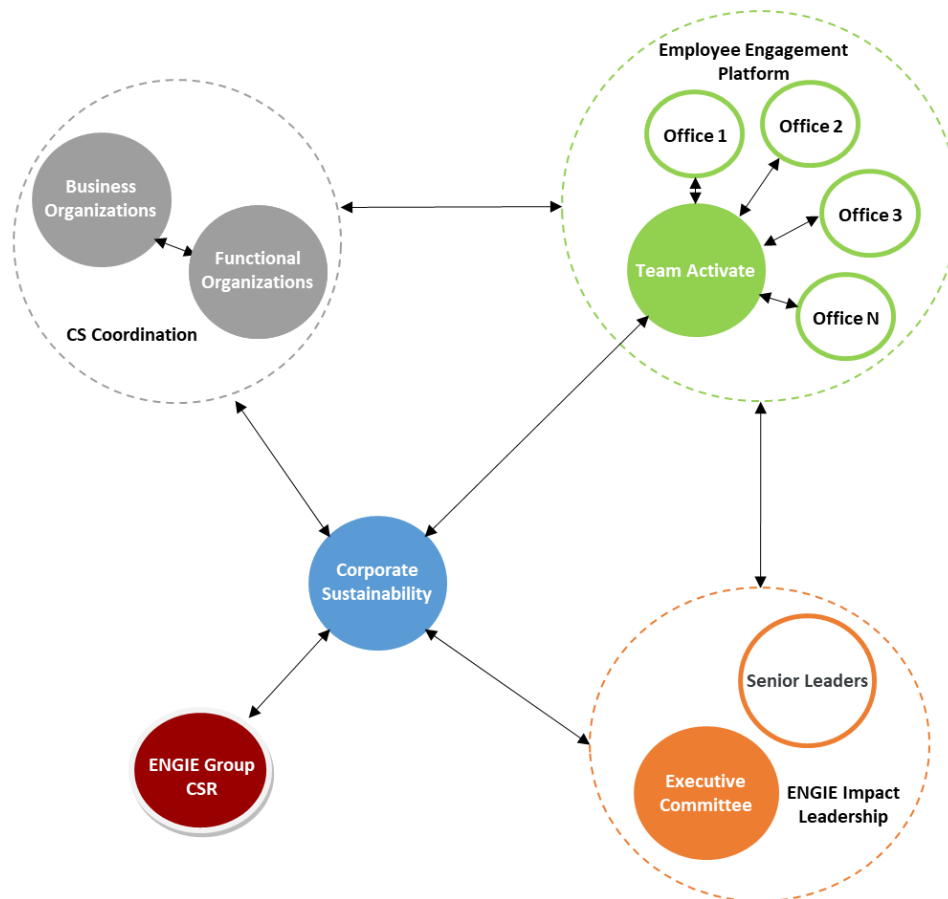 Employee Engagement
Platform
Office 1
Office 2
Office 3
Office N
Team Activate
Business
Organizations
Functional
Organizations
CS Coordination
Corporate
Sustainability
ENGIE Group
CSR
Senior Leaders
Executive
Committee
ENGIE Impact
Leadership